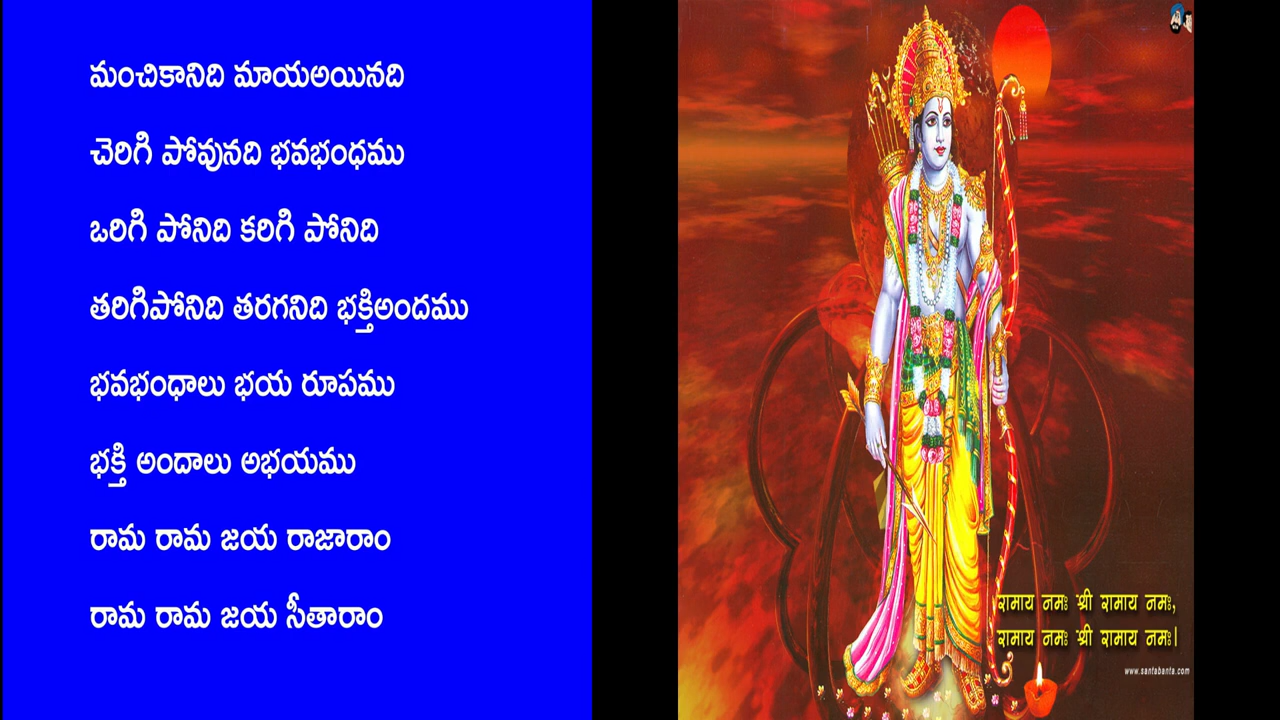 మంచికానిది మాయఅయినది
చెరిగి పోవునది భవభంధము
ఒరిగి పోనిది కరిగి పోనిది
తరిగిపోనిది తరగనిది భక్తిఅందము
భవభంధాలు భయ రూపము
భక్తి అందాలు అభయము
రామ రామ జయ రాజారాం
రామ రామ జయ సీతారాం
रामाय नमः श्री रामाय नमः,
रामाय नमः श्री रामाय नमः।
www.santabanta.com